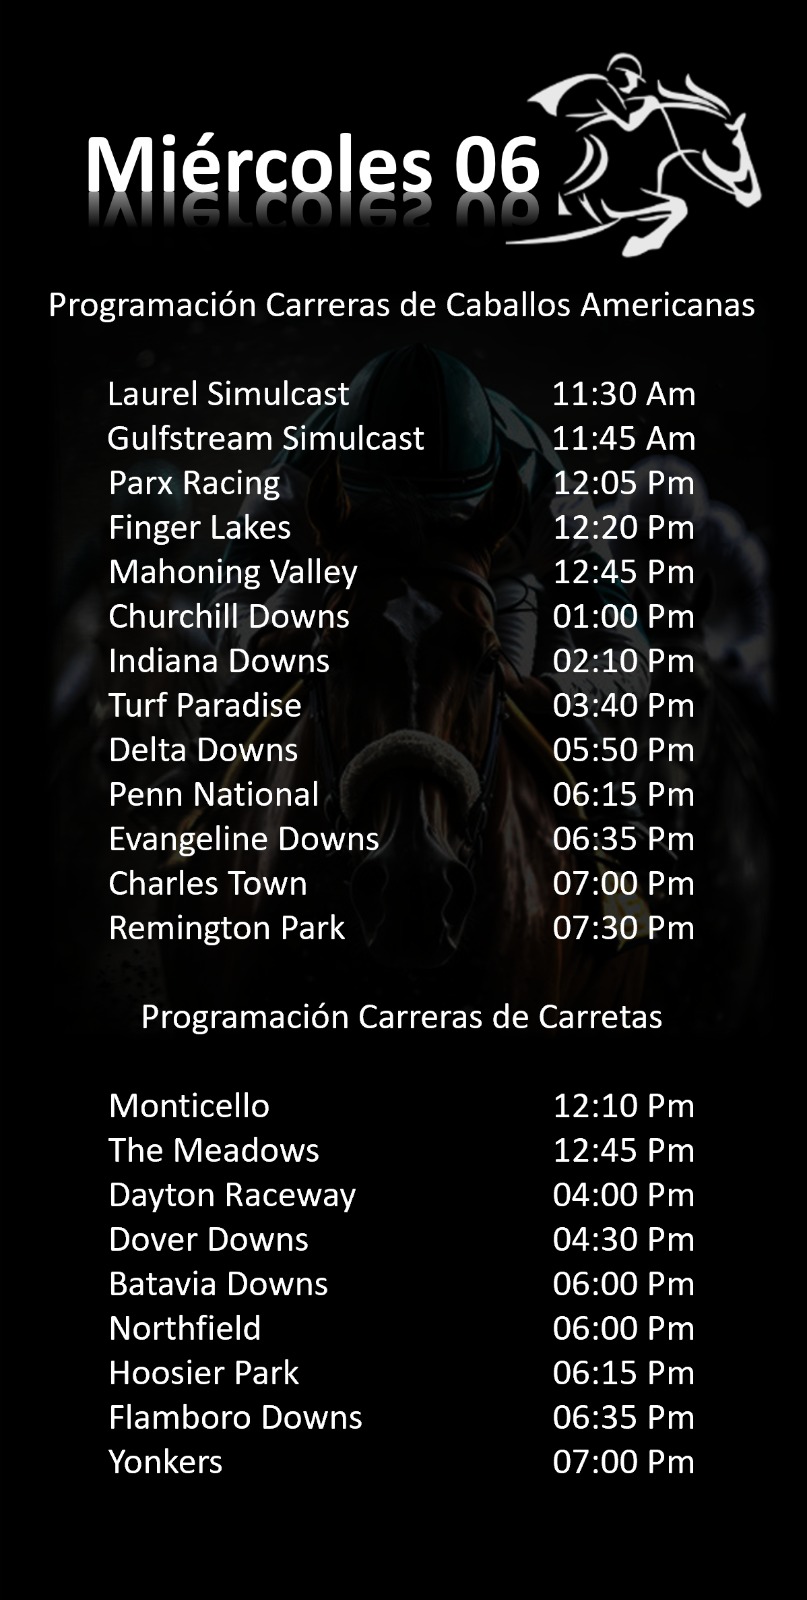 Miércoles 06
Programación Carreras de Caballos Americanas
Laurel Simulcast 11:30 Am
Gulfstream Simulcast 11:45 Am
Parx Racing 12:05 Pm
Finger Lakes 12:20 Pm
Mahoning Valley 12:45 Pm
Churchill Downs 01:00 Pm
Indiana Downs 02:10 Pm
Turf Paradise 03:40 Pm
Delta Downs 05:50 Pm
Penn National 06:15 Pm
Evangeline Downs 06:35 Pm
Charles Town 07:00 Pm
Remington Park 07:30 Pm
Programación Carreras de Carretas
Monticello 12:10 Pm
The Meadows 12:45 Pm
Dayton Raceway 04:00 Pm
Dover Downs 04:30 Pm
Batavia Downs 06:00 Pm
Northfield 06:00 Pm
Hoosier Park 06:15 Pm
Flamboro Downs 06:35 Pm
Yonkers 07:00 Pm